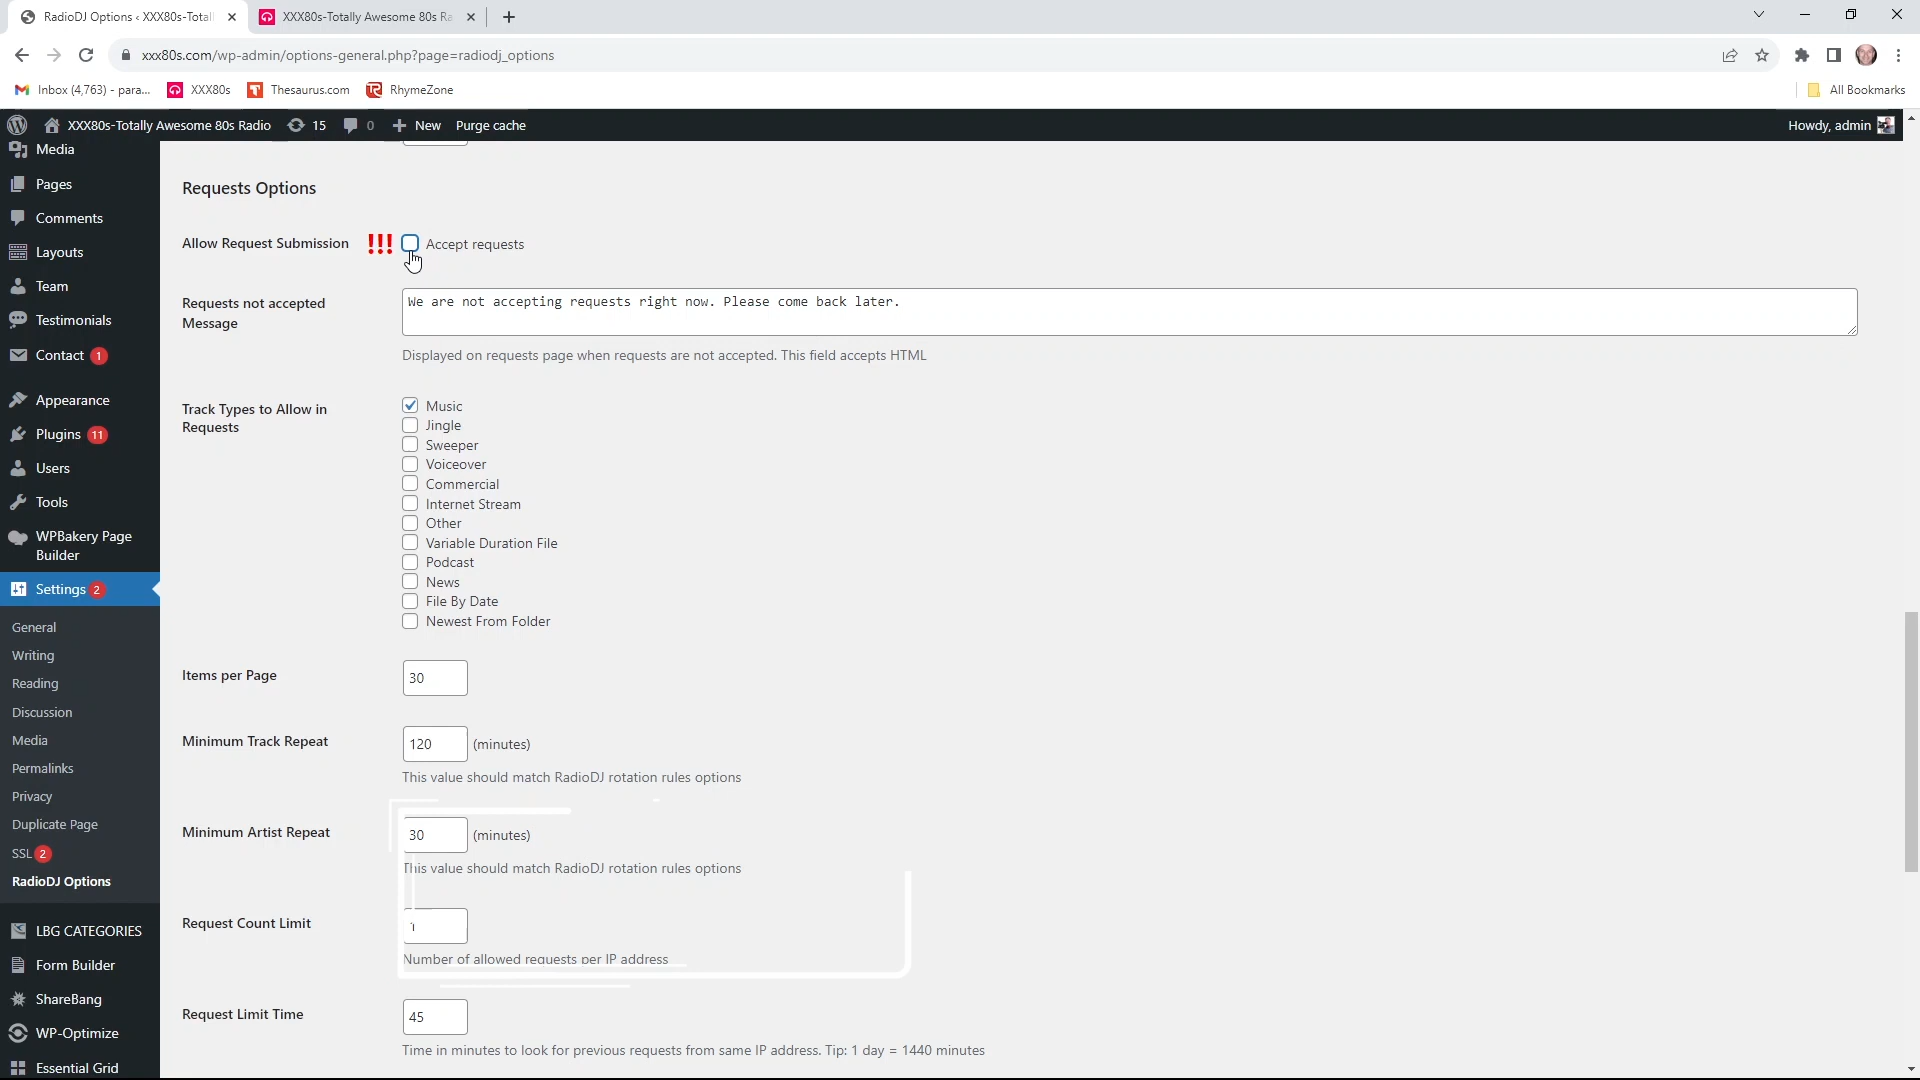 RadioDJ Options ‹ XXX80s-Totall
XXX80s-Totally Awesome 80s Ra
xxx80s.com/wp-admin/options-general.php?page=radiodj_options
Inbox (4,763) - para...
XXX80s
Thesaurus.com
RhymeZone
All Bookmarks
XXX80s-Totally Awesome 80s Radio
15
0
New
Purge cache
Howdy, admin
Media
Pages
Comments
Layouts
Team
Testimonials
Contact 1
Appearance
Plugins 11
Users
Tools
WPBakery Page
Builder
Settings 2
General
Writing
Reading
Discussion
Media
Permalinks
Privacy
Duplicate Page
SSL 2
RadioDJ Options
LBG CATEGORIES
Form Builder
ShareBang
WP-Optimize
Essential Grid
Requests Options
Allow Request Submission !!! Accept requests
Requests not accepted
Message
We are not accepting requests right now. Please come back later.
Displayed on requests page when requests are not accepted. This field accepts HTML
Track Types to Allow in
Requests
Music
Jingle
Sweeper
Voiceover
Commercial
Internet Stream
Other
Variable Duration File
Podcast
News
File By Date
Newest From Folder
Items per Page 30
Minimum Track Repeat 120 (minutes)
This value should match RadioDJ rotation rules options
Minimum Artist Repeat 30 (minutes)
This value should match RadioDJ rotation rules options
Request Count Limit 1
Number of allowed requests per IP address
Request Limit Time 45
Time in minutes to look for previous requests from same IP address. Tip: 1 day = 1440 minutes